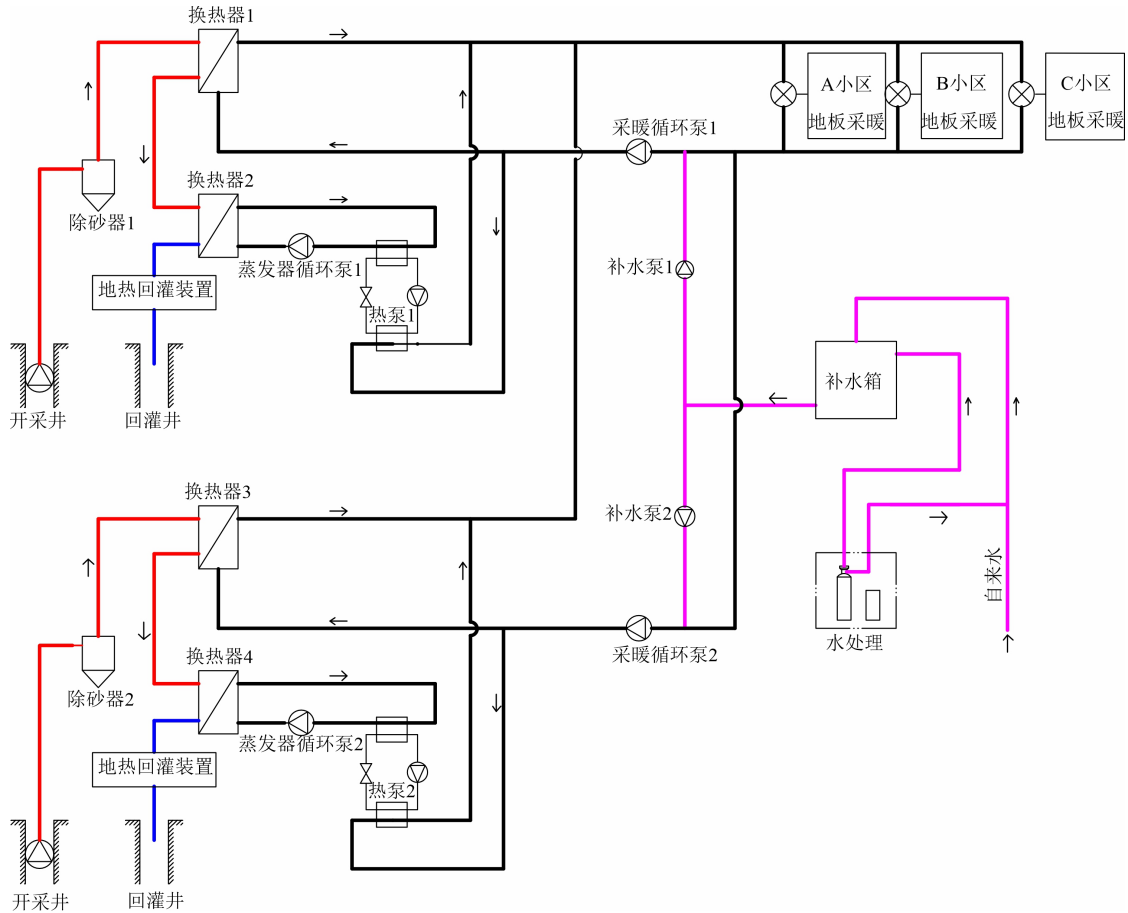 换热器1
A小区
地板采暖
B小区
地板采暖
C小区
地板采暖
采暖循环泵1
除砂器1
换热器2
蒸发器循环泵1
地热回灌装置
热泵1
补水泵1
开采井
回灌井
补水箱
换热器3
补水泵2
自来水
水处理
采暖循环泵2
除砂器2
换热器4
蒸发器循环泵2
地热回灌装置
热泵2
开采井
回灌井